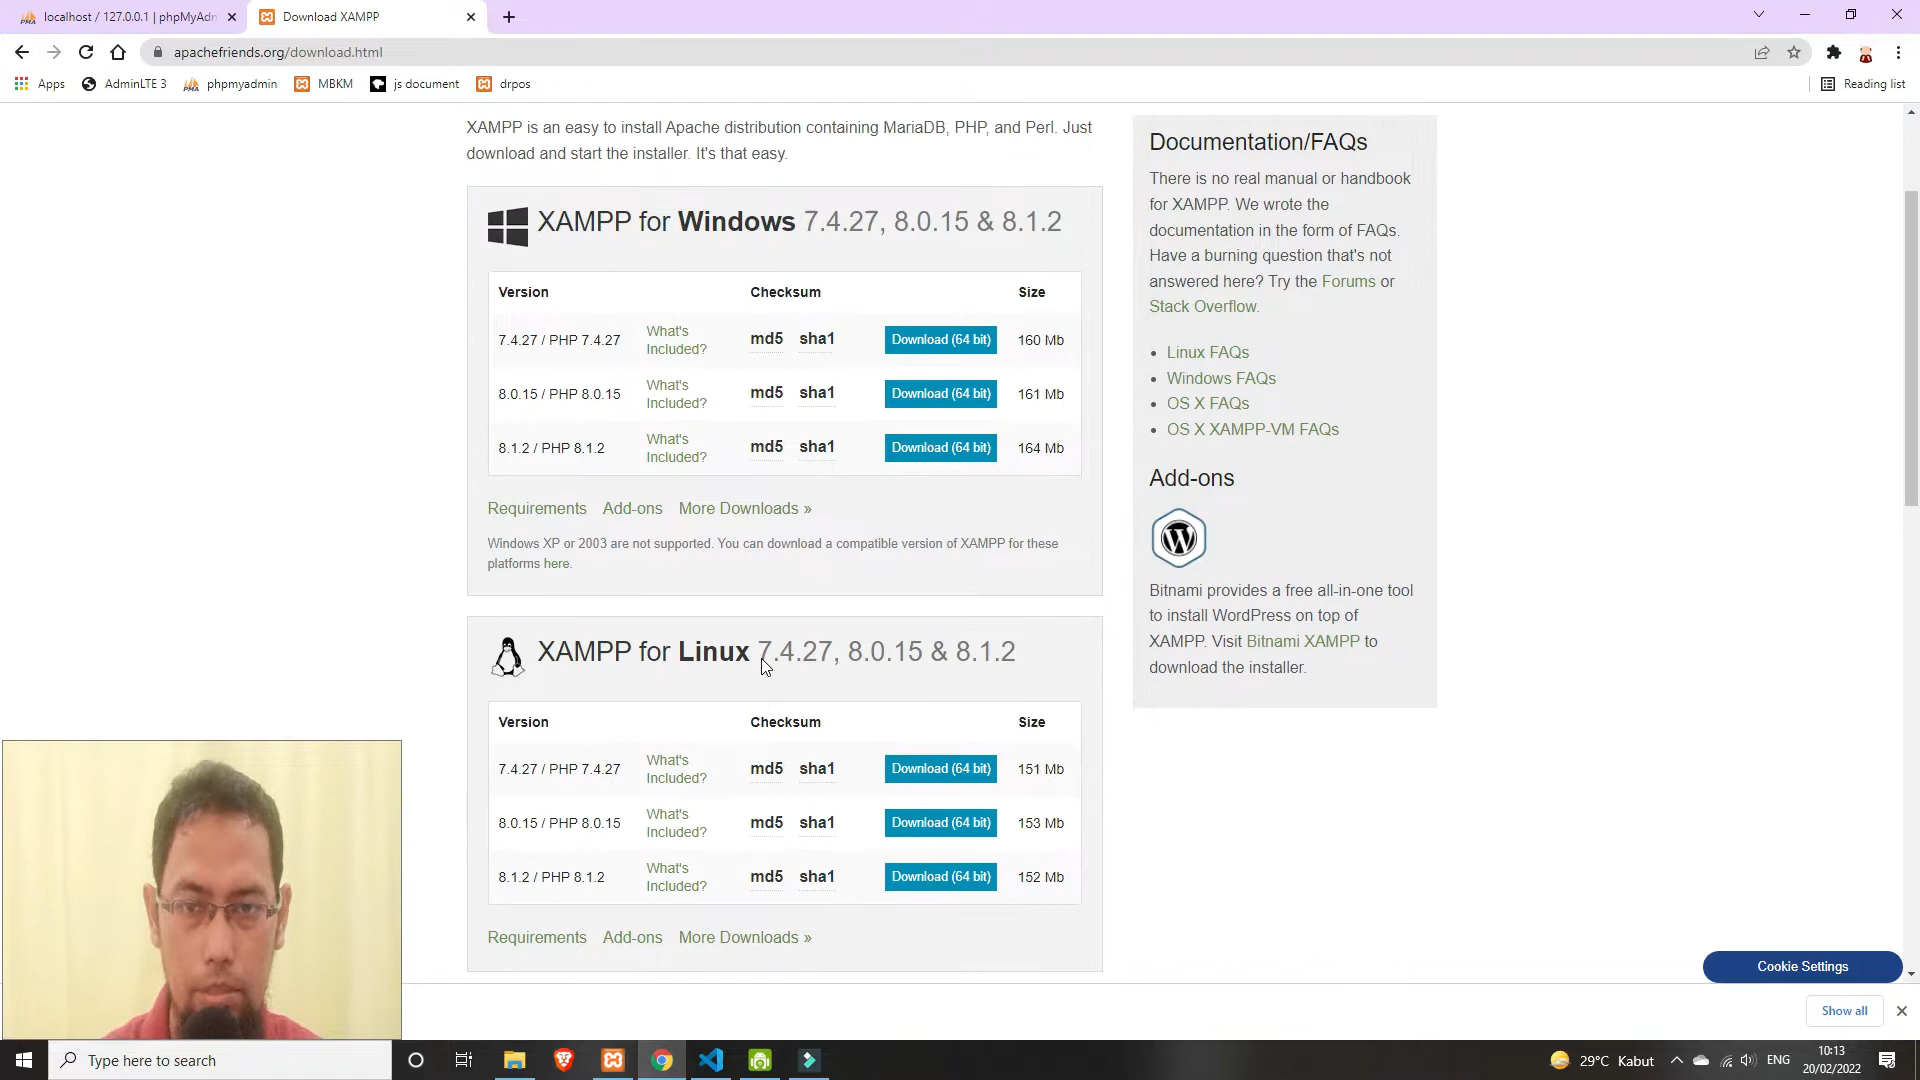 localhost / 127.0.0.1 | phpMyAdn
Download XAMPP
apachefriends.org/download.html
Apps
AdminLTE 3
phpmyadmin
MBKM
js document
drpos
Reading list
XAMPP is an easy to install Apache distribution containing MariaDB, PHP, and Perl. Just
download and start the installer. It's that easy.
XAMPP for Windows 7.4.27, 8.0.15 & 8.1.2
Version Checksum Size
7.4.27 / PHP 7.4.27 What's Included? md5 sha1 Download (64 bit) 160 Mb
8.0.15 / PHP 8.0.15 What's Included? md5 sha1 Download (64 bit) 161 Mb
8.1.2 / PHP 8.1.2 What's Included? md5 sha1 Download (64 bit) 164 Mb
Requirements Add-ons More Downloads »
Windows XP or 2003 are not supported. You can download a compatible version of XAMPP for these
platforms here.
XAMPP for Linux 7.4.27, 8.0.15 & 8.1.2
Version Checksum Size
7.4.27 / PHP 7.4.27 What's Included? md5 sha1 Download (64 bit) 151 Mb
8.0.15 / PHP 8.0.15 What's Included? md5 sha1 Download (64 bit) 153 Mb
8.1.2 / PHP 8.1.2 What's Included? md5 sha1 Download (64 bit) 152 Mb
Requirements Add-ons More Downloads »
Documentation/FAQs
There is no real manual or handbook
for XAMPP. We wrote the
documentation in the form of FAQs.
Have a burning question that's not
answered here? Try the Forums or
Stack Overflow.
• Linux FAQs
• Windows FAQs
• OS X FAQs
• OS X XAMPP-VM FAQs
Add-ons
Bitnami provides a free all-in-one tool
to install WordPress on top of
XAMPP. Visit Bitnami XAMPP to
download the installer.
Cookie Settings
Show all
Type here to search
29°C Kabut
ENG
10:13
20/02/2022